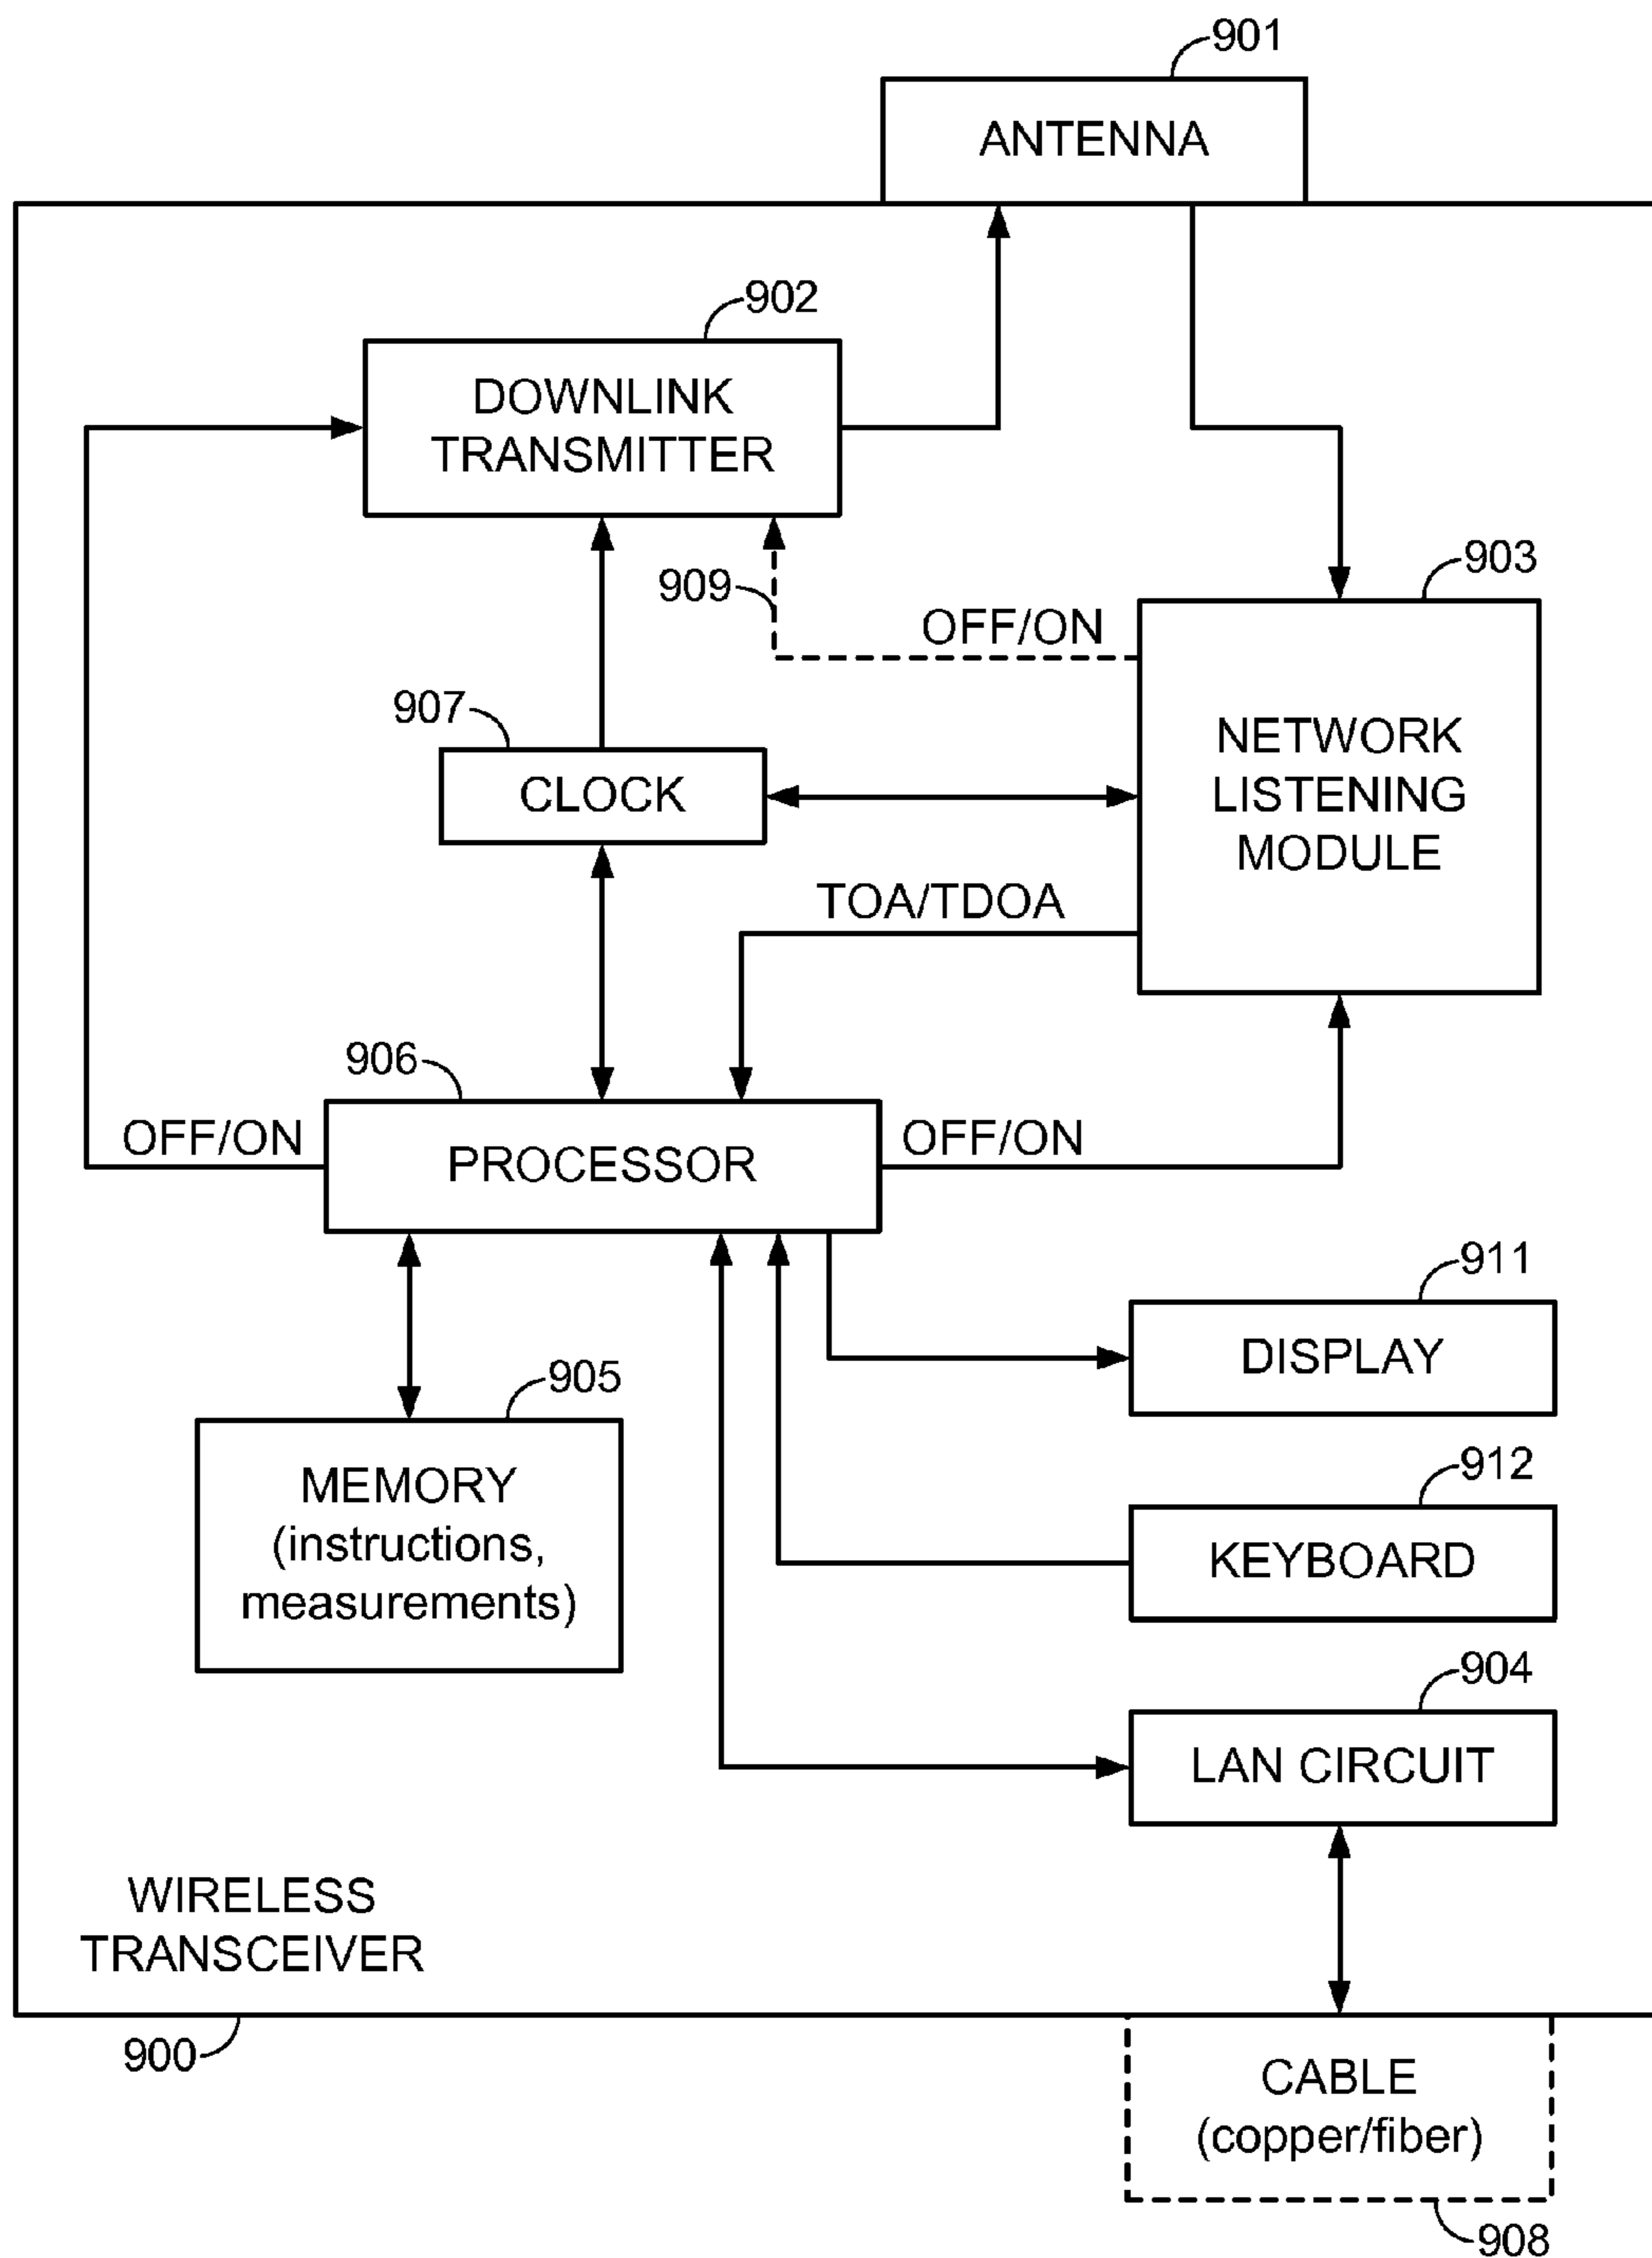 901
ANTENNA
902
DOWNLINK
TRANSMITTER
903
909
OFF/ON
907
NETWORK
LISTENING
MODULE
CLOCK
TOA/TDOA
906
OFF/ON
PROCESSOR
OFF/ON
911
DISPLAY
905
MEMORY
(instructions,
measurements)
912
KEYBOARD
904
LAN CIRCUIT
WIRELESS
TRANSCEIVER
900
CABLE
(copper/fiber)
908